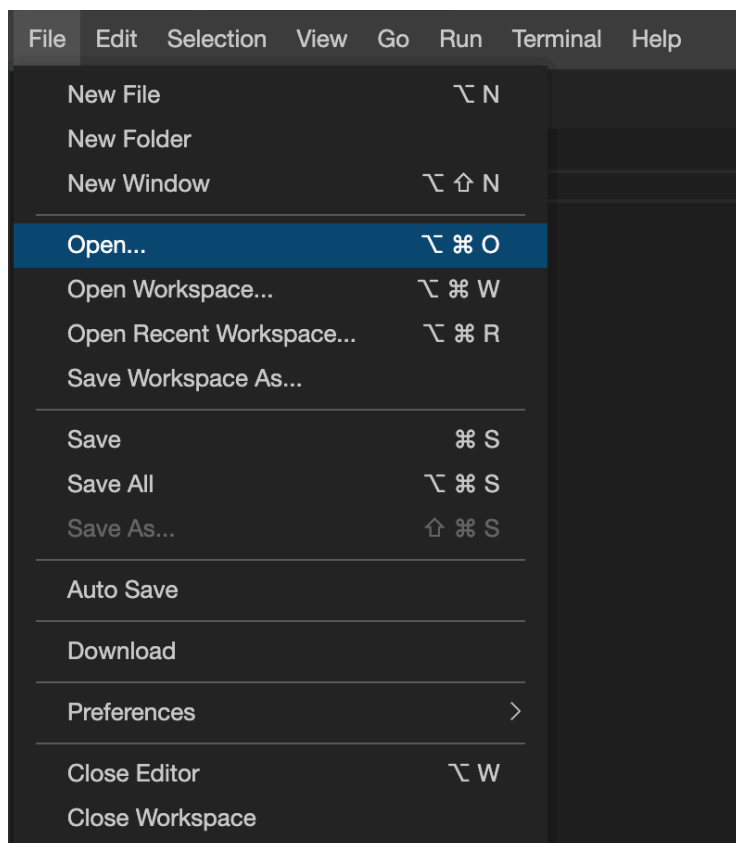 File Edit Selection View Go Run Terminal Help
New File ⌥ N
New Folder
New Window ⌥ ⇧ N
Open... ⌥ ⌘ O
Open Workspace... ⌥ ⌘ W
Open Recent Workspace... ⌥ ⌘ R
Save Workspace As...
Save ⌘ S
Save All ⌥ ⌘ S
Save As... ⇧ ⌘ S
Auto Save
Download
Preferences >
Close Editor ⌥ W
Close Workspace